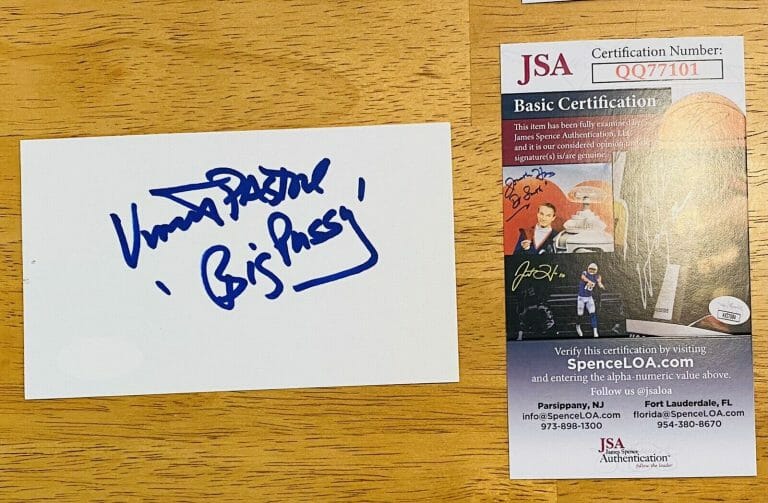 Vincent Pastore
'Big Pussy'
JSA
Certification Number:
QQ77101
Basic Certification
This item has been fully examined by
James Spence Authentication, LLC
and it is our considered opinion
signature(s) is/are genuine.
Verify this certification by visiting
SpenceLOA.com
and entering the alpha-numeric value above.
Follow us @jsaloa
Parsippany, NJ
info@SpenceLOA.com
973-898-1300
Fort Lauderdale, FL
florida@SpenceLOA.com
954-380-8670
JSA
James Spence
Authentication
follow the leader